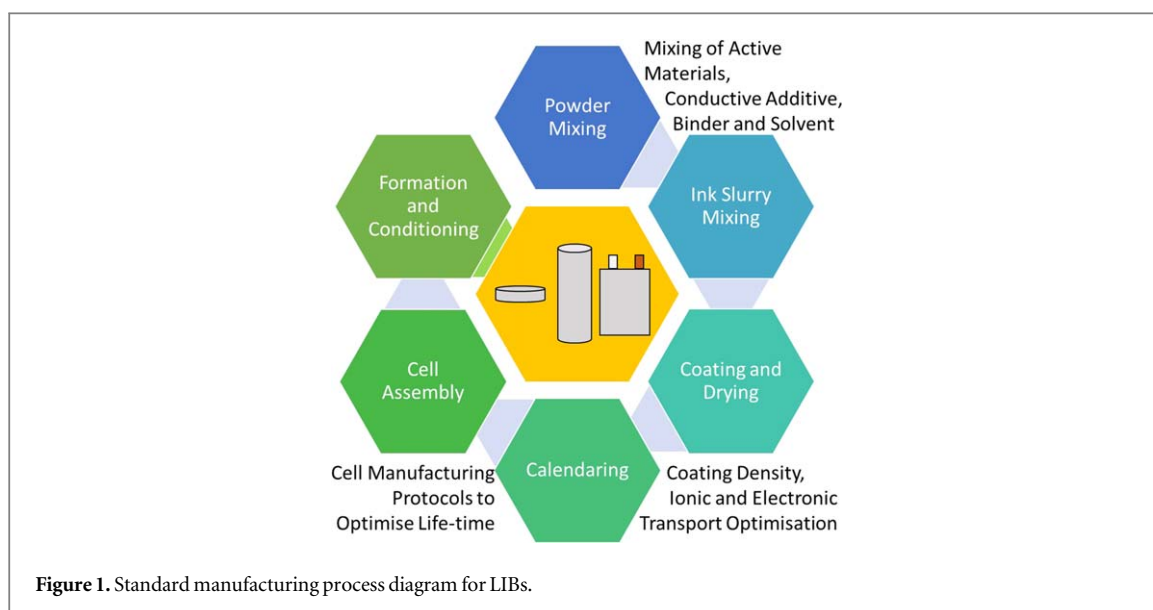 Powder
Mixing
Mixing of Active
Materials,
Conductive Additive,
Binder and Solvent
Ink Slurry
Mixing
Coating and
Drying
Coating Density,
Ionic and Electronic
Transport Optimisation
Calendaring
Cell Manufacturing
Protocols to
Optimise Life-time
Cell
Assembly
Formation
and
Conditioning
Figure 1. Standard manufacturing process diagram for LIBs.